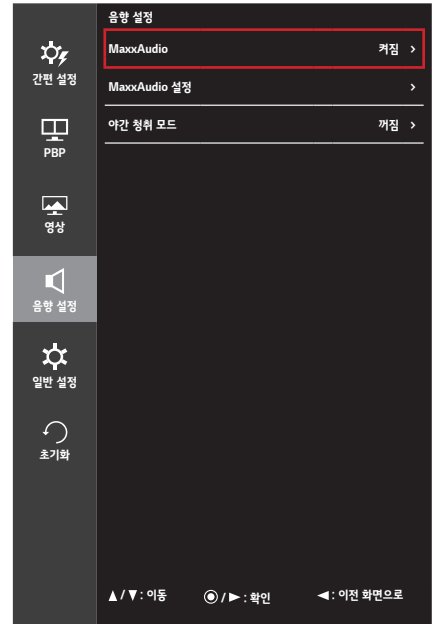 음향 설정
MaxxAudio 켜짐 >
MaxxAudio 설정 >
야간 청취 모드 꺼짐 >
간편 설정
PBP
영상
음향 설정
일반 설정
초기화
▲/▼: 이동 ◉/►: 확인 ◄: 이전 화면으로